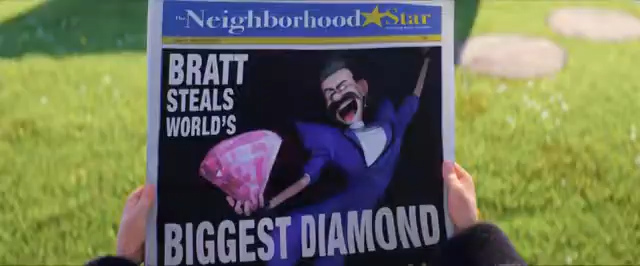 The Neighborhood Star
BRATT
STEALS
WORLD'S
BIGGEST DIAMOND